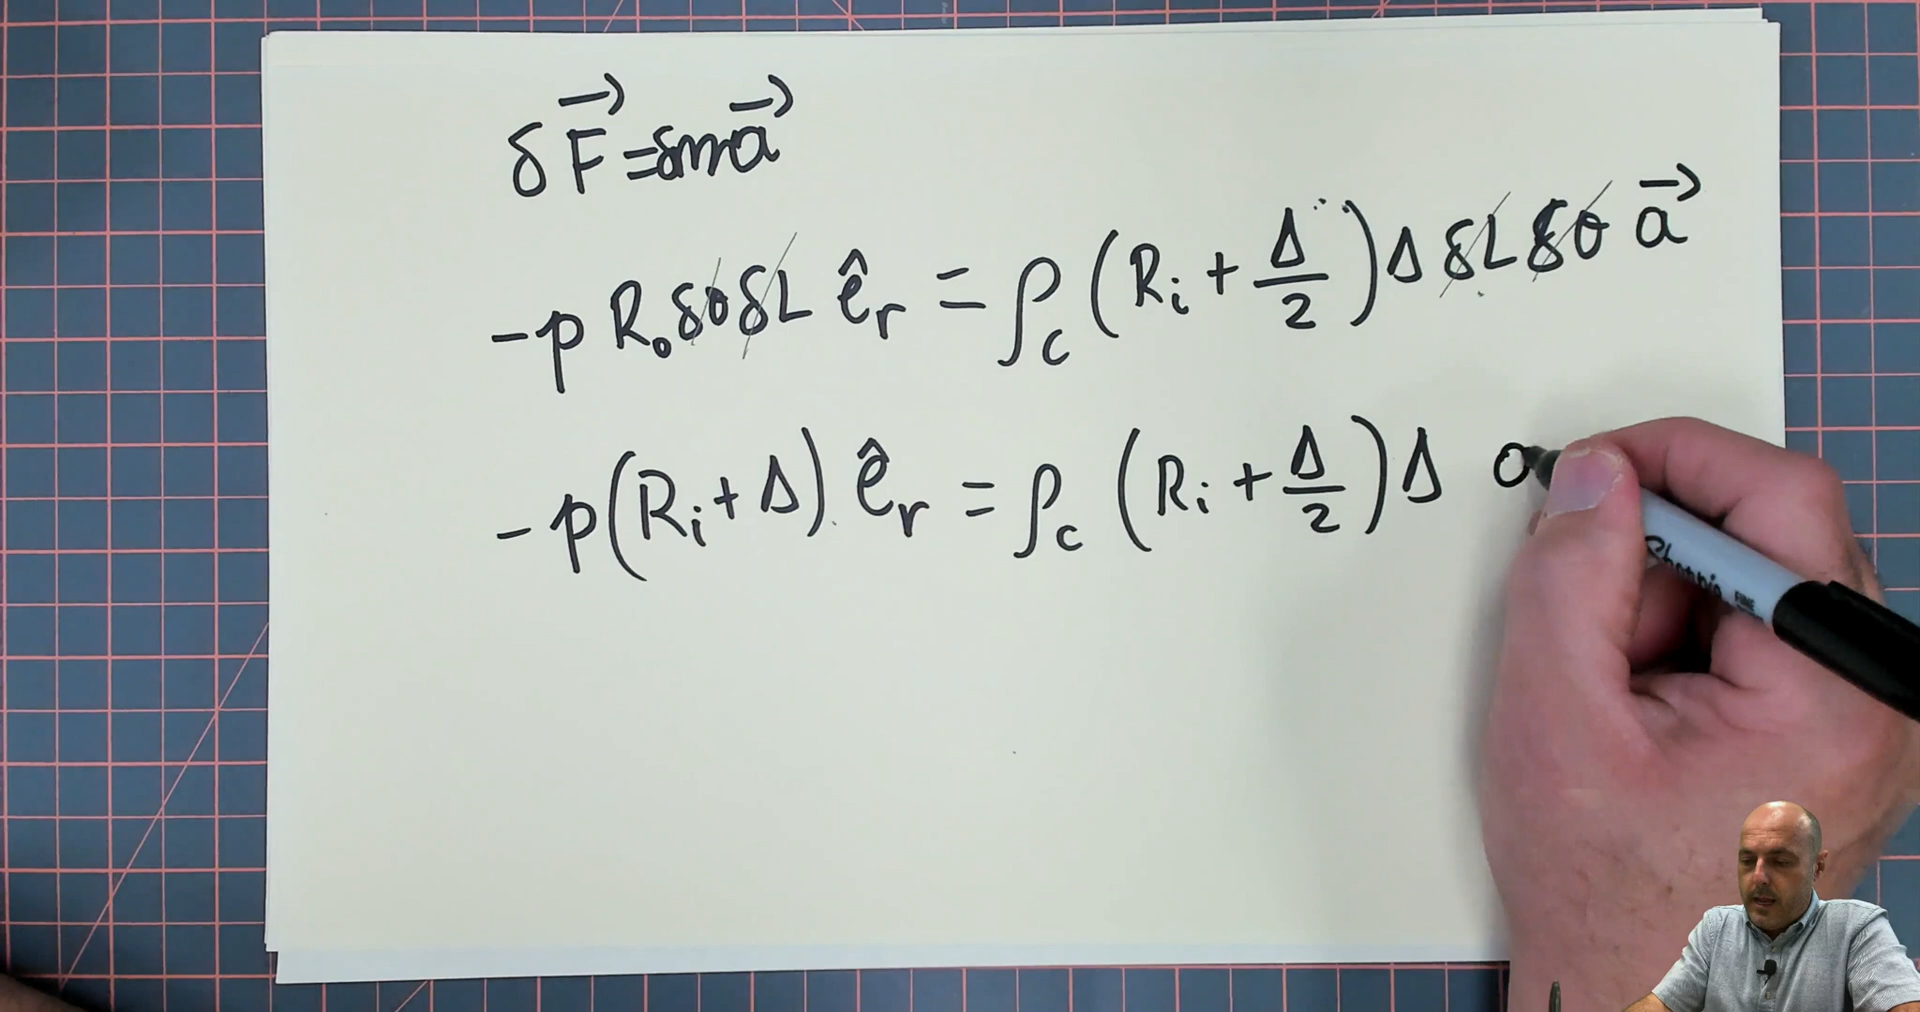 δF⃗ = δm a⃗
-p R₀ δθ δL ê_r = ρ_c (R_i + Δ/2) Δ δL δθ a⃗
-p(R_i + Δ) ê_r = ρ_c (R_i + Δ/2) Δ a
Sharpie FINE